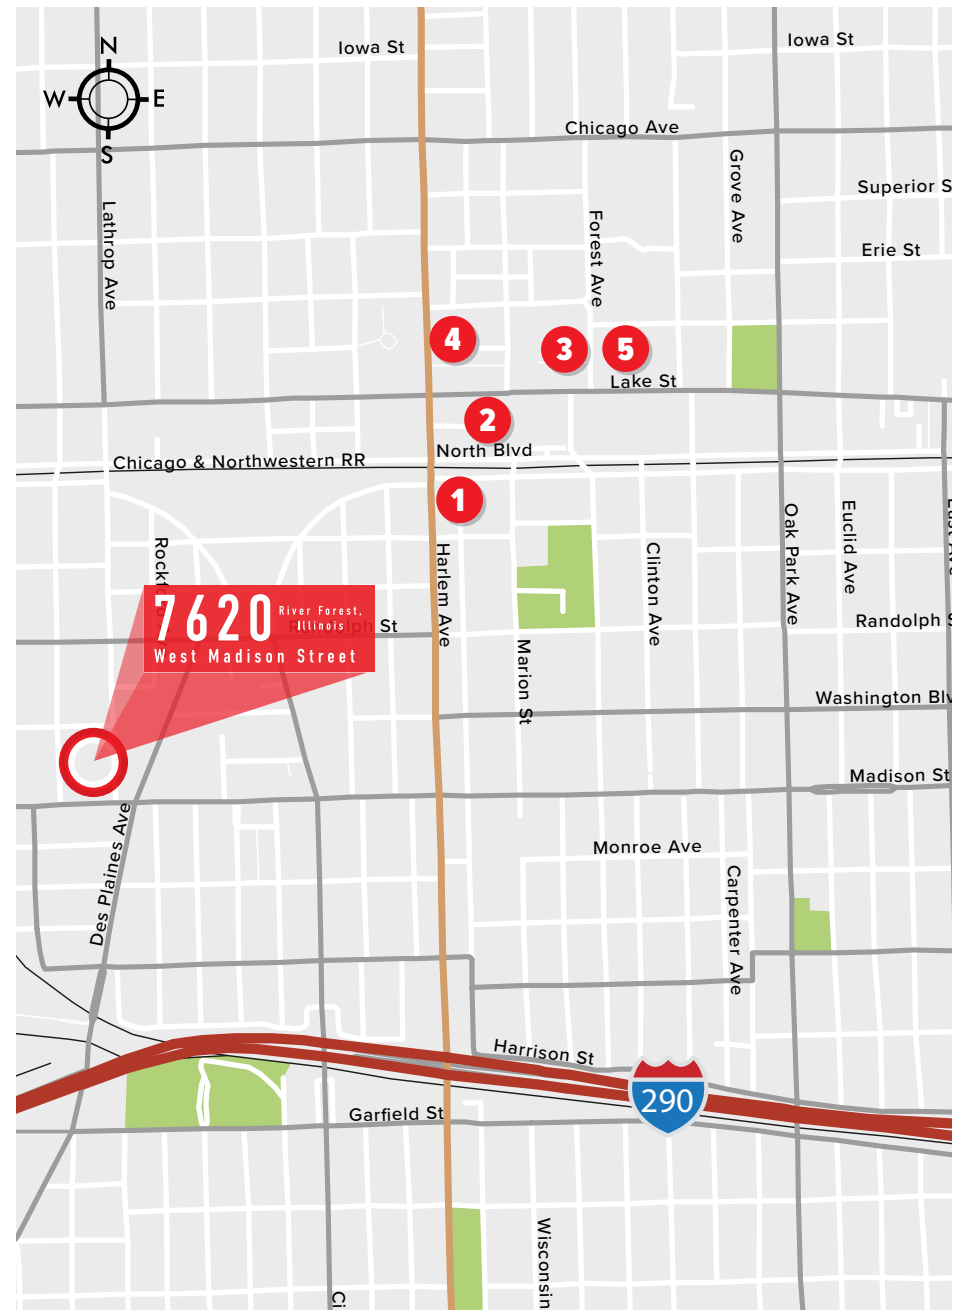 N
W
E
S
Iowa St
Iowa St
Chicago Ave
Lathrop Ave
Forest Ave
Grove Ave
Superior S
Erie St
4
3
5
Lake St
2
North Blvd
Chicago & Northwestern RR
1
Harlem Ave
Clinton Ave
Oak Park Ave
Euclid Ave
7620
River Forest,
Illinois
West Madison Street
Randolph St
Randolph S
Marion St
Washington Blv
Madison St
Des Plaines Ave
Monroe Ave
Carpenter Ave
Harrison St
290
Garfield St
Wisconsin
Ci